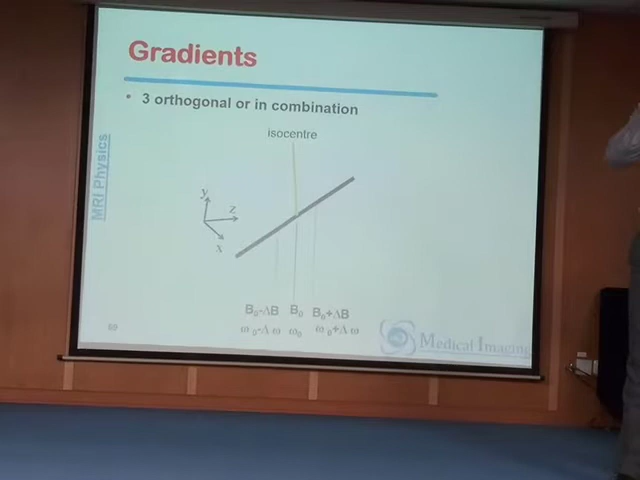 Gradients
• 3 orthogonal or in combination
isocentre
MRI Physics
y
z
x
B₀-ΔB B₀ B₀+ΔB
ω₀-Δω ω₀ ω₀+Δω
Medical Imaging